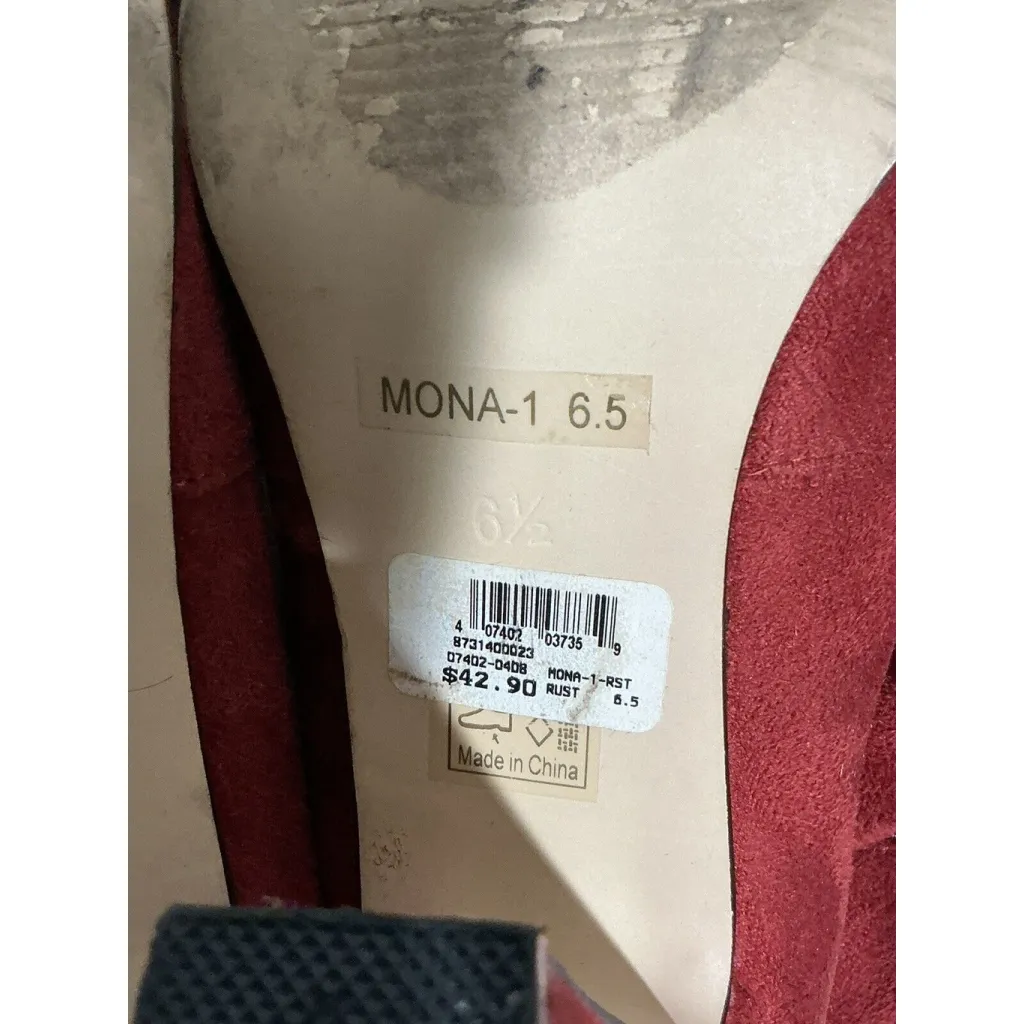 MONA-1 6.5
6½
4 07402 03735 9
8731400023
07402-0408 MONA-1-RST
$42.90 RUST 6.5
Made in China